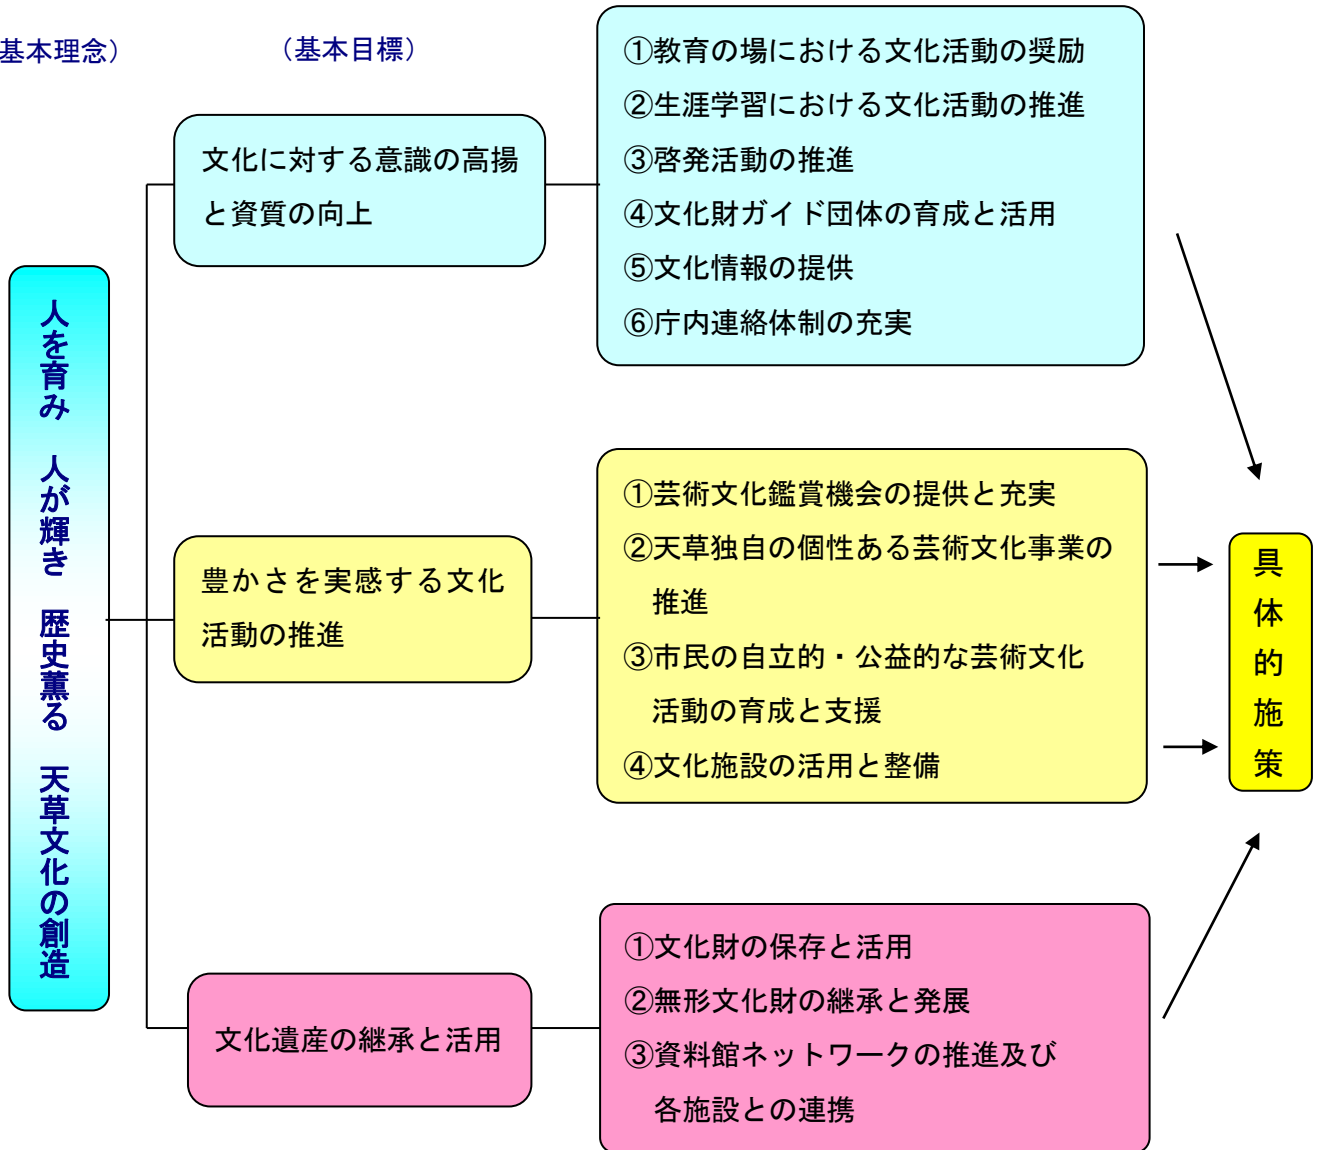 基本理念）
（基本目標）
人を育み　人が輝き　歴史薫る　天草文化の創造
文化に対する意識の高揚
と資質の向上
①教育の場における文化活動の奨励
②生涯学習における文化活動の推進
③啓発活動の推進
④文化財ガイド団体の育成と活用
⑤文化情報の提供
⑥庁内連絡体制の充実
豊かさを実感する文化
活動の推進
①芸術文化鑑賞機会の提供と充実
②天草独自の個性ある芸術文化事業の
推進
③市民の自立的・公益的な芸術文化
活動の育成と支援
④文化施設の活用と整備
文化遺産の継承と活用
①文化財の保存と活用
②無形文化財の継承と発展
③資料館ネットワークの推進及び
各施設との連携
具体的施策